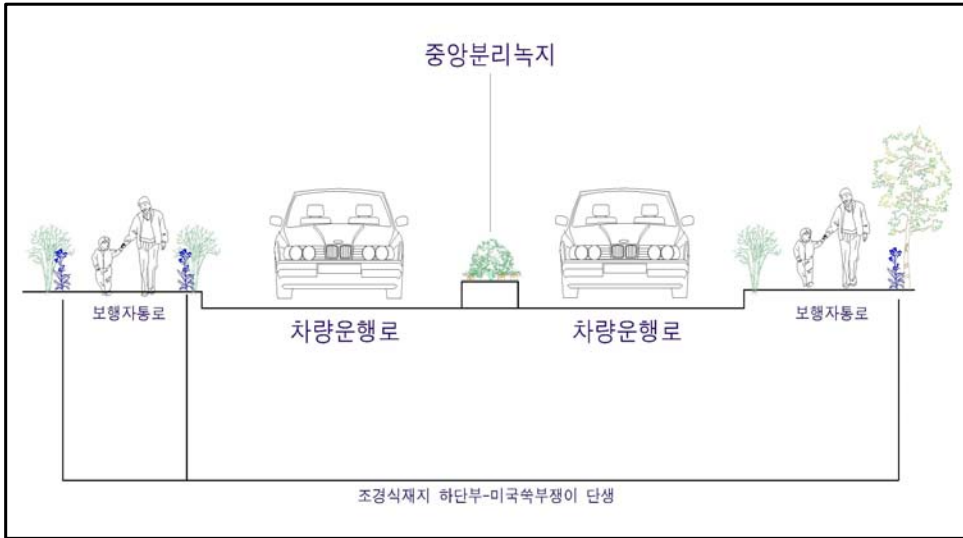 중앙분리녹지
보행자통로
차량운행로
차량운행로
보행자통로
조경식재지 하단부-미국쑥부쟁이 단생